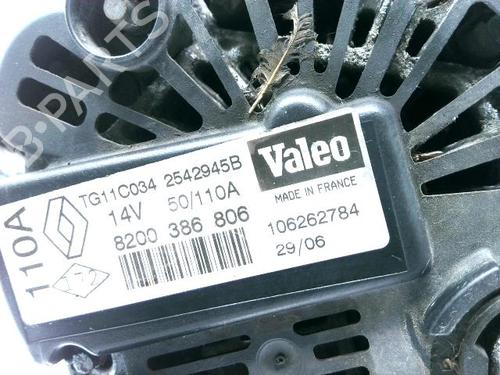 B-PARTS
110A
TG11C034 2542945B
14V 50/110A
8200 386 806
Valeo
MADE IN FRANCE
106262784
29/06